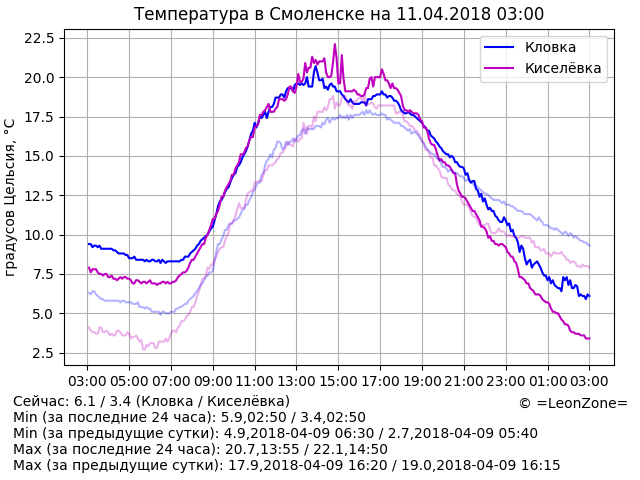 Температура в Смоленске на 11.04.2018 03:00
градусов Цельсия, °C
22.5
20.0
17.5
15.0
12.5
10.0
7.5
5.0
2.5
Кловка
Киселёвка
03:00 05:00 07:00 09:00 11:00 13:00 15:00 17:00 19:00 21:00 23:00 01:00 03:00
Сейчас: 6.1 / 3.4 (Кловка / Киселёвка)
© =LeonZone=
Min (за последние 24 часа): 5.9,02:50 / 3.4,02:50
Min (за предыдущие сутки): 4.9,2018-04-09 06:30 / 2.7,2018-04-09 05:40
Max (за последние 24 часа): 20.7,13:55 / 22.1,14:50
Max (за предыдущие сутки): 17.9,2018-04-09 16:20 / 19.0,2018-04-09 16:15